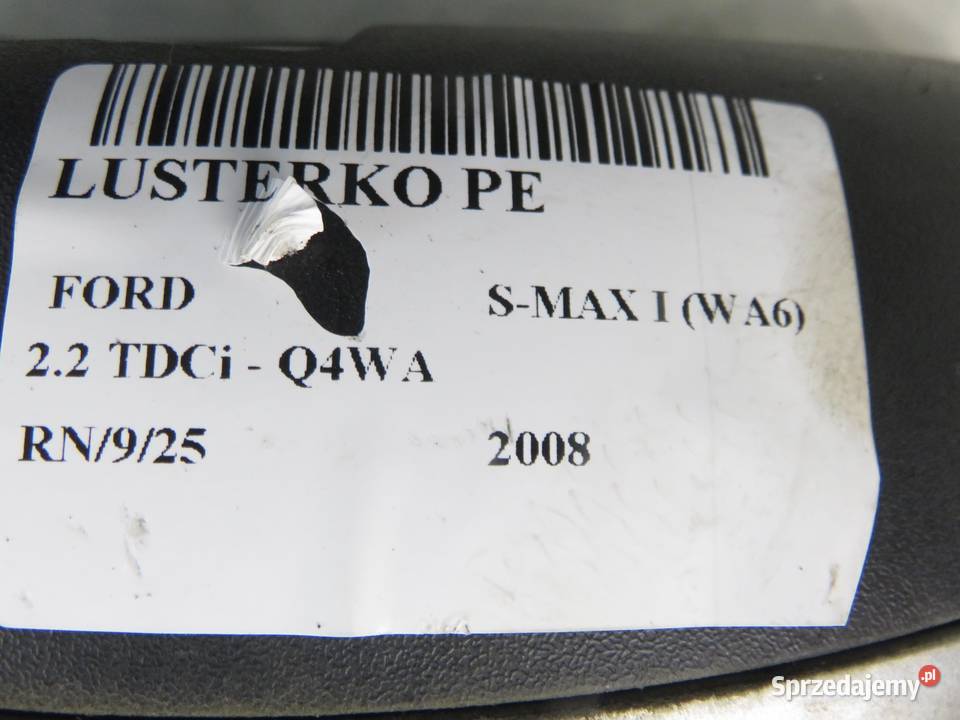 LUSTERKO PE
FORD S-MAX I (WA6)
2.2 TDCi - Q4WA
RN/9/25 2008
Sprzedajemy.pl